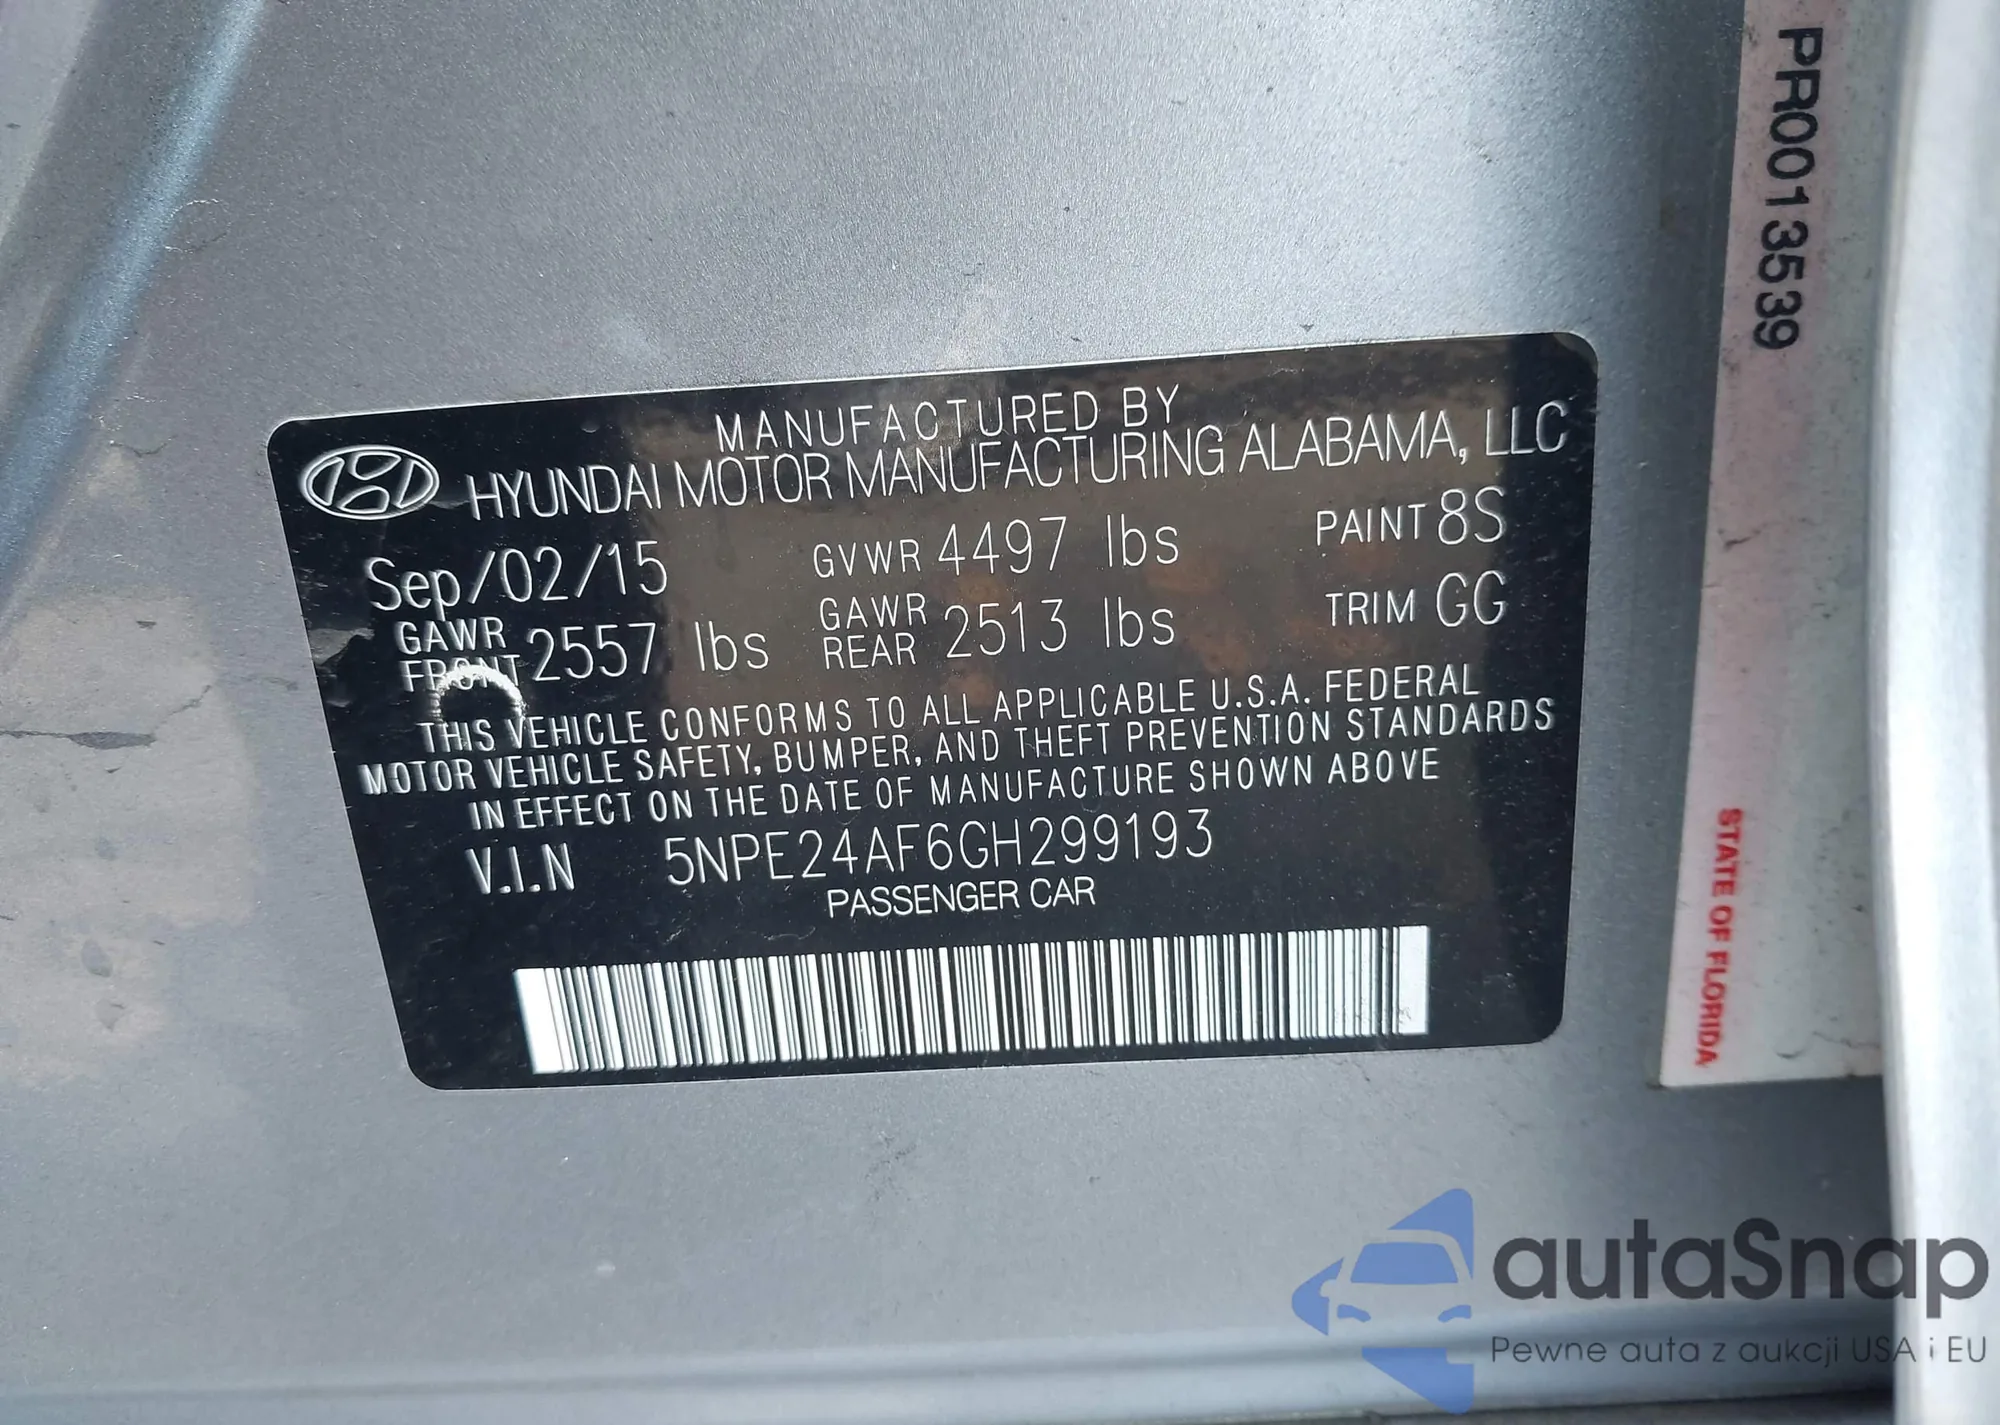 PR0013539
MANUFACTURED BY
HYUNDAI MOTOR MANUFACTURING ALABAMA, LLC
Sep/02/15 GVWR 4497 lbs PAINT 8S
GAWR FRONT 2557 lbs GAWR REAR 2513 lbs TRIM GG
THIS VEHICLE CONFORMS TO ALL APPLICABLE U.S.A. FEDERAL
MOTOR VEHICLE SAFETY, BUMPER, AND THEFT PREVENTION STANDARDS
IN EFFECT ON THE DATE OF MANUFACTURE SHOWN ABOVE
V.I.N 5NPE24AF6GH299193
PASSENGER CAR
STATE OF FLORIDA
autaSnap
Pewne auta z aukcji USA i EU